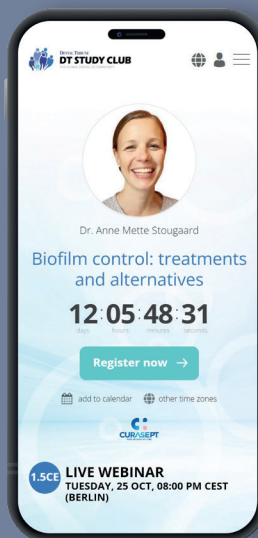 DENTAL TRIBUNE
DT STUDY CLUB
Dr. Anne Mette Stougaard
Biofilm control: treatments
and alternatives
12:05:48:31
days hours minutes seconds
Register now →
add to calendar other time zones
CURASEPT
1.5CE
LIVE WEBINAR
TUESDAY, 25 OCT, 08:00 PM CEST
(BERLIN)